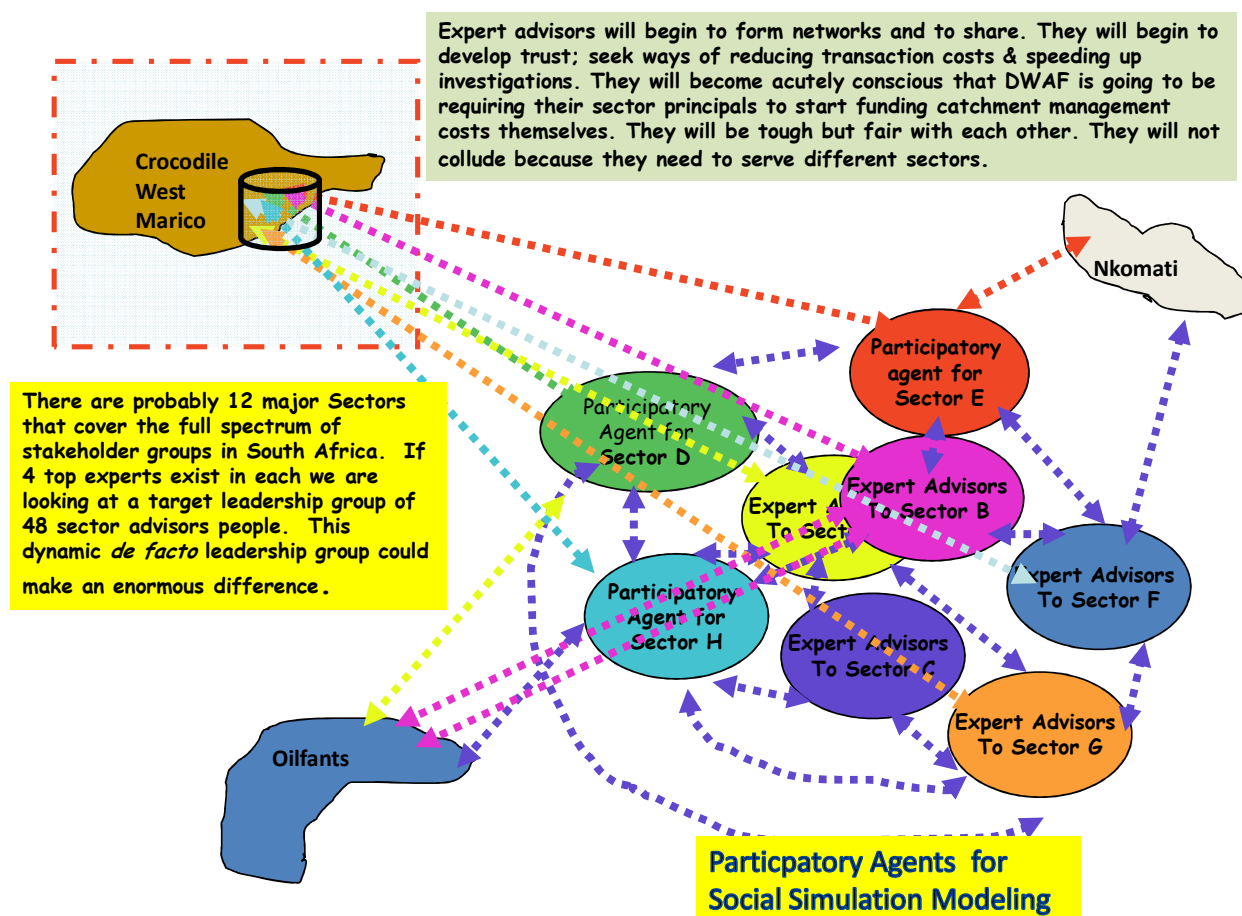 Expert advisors will begin to form networks and to share. They will begin to
develop trust; seek ways of reducing transaction costs & speeding up
investigations. They will become acutely conscious that DWAF is going to be
requiring their sector principals to start funding catchment management
costs themselves. They will be tough but fair with each other. They will not
collude because they need to serve different sectors.
Crocodile
West
Marico
Nkomati
Participatory
agent for
Sector E
There are probably 12 major Sectors
that cover the full spectrum of
stakeholder groups in South Africa. If
4 top experts exist in each we are
looking at a target leadership group of
48 sector advisors people. This
dynamic de facto leadership group could
make an enormous difference.
Participatory
Agent for
Sector D
Expert Advisors
To Sector B
Expert
To
Expert Advisors
To Sector F
Participatory
Agent for
Sector H
Expert Advisors
To Sector C
Expert Advisors
To Sector G
Oilfants
Particpatory Agents for
Social Simulation Modeling